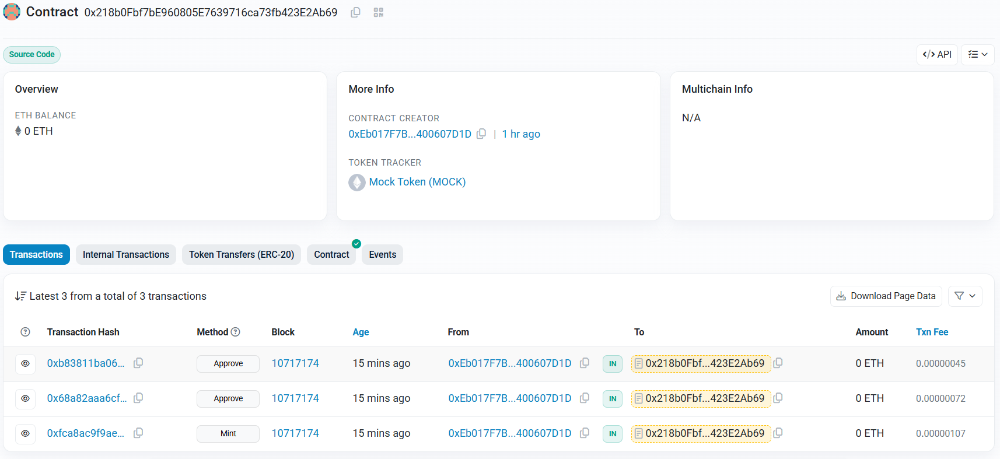 Contract 0x218b0Fbf7bE960805E7639716ca73fb423E2Ab69
Source Code
API
Overview
ETH BALANCE
0 ETH
More Info
CONTRACT CREATOR
0xEb017F7B...400607D1D | 1 hr ago
TOKEN TRACKER
Mock Token (MOCK)
Multichain Info
N/A
Transactions Internal Transactions Token Transfers (ERC-20) Contract Events
Latest 3 from a total of 3 transactions
Download Page Data
Transaction Hash Method Block Age From To Amount Txn Fee
0xb83811ba06... Approve 10717174 15 mins ago 0xEb017F7B...400607D1D IN 0x218b0Fbf...423E2Ab69 0 ETH 0.00000045
0x68a82aaa6cf... Approve 10717174 15 mins ago 0xEb017F7B...400607D1D IN 0x218b0Fbf...423E2Ab69 0 ETH 0.00000072
0xfca8ac9f9ae... Mint 10717174 15 mins ago 0xEb017F7B...400607D1D IN 0x218b0Fbf...423E2Ab69 0 ETH 0.00000107